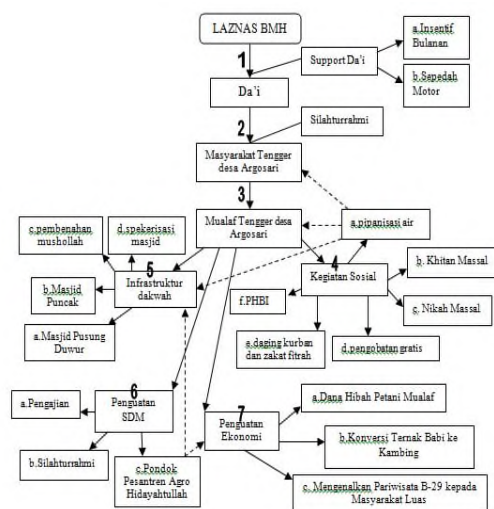 LAZNAS BMH
1
Support Da'i
a.Insentif
Bulanan
b.Sepedah
Motor
Da'i
2
Silahturrahmi
Masyarakat Tengger
desa Argosari
3
Mualaf Tengger desa
Argosari
a.pipanisasi air
c.pembenahan
mushollah
d.spekerisasi
masjid
5
Infrastruktur
dakwah
b.Masjid
Puncak
a.Masjid Pusung
Duwur
4
Kegiatan Sosial
b. Khitan
Massal
c. Nikah Massal
f.PHBI
e.daging kurban
dan zakat fitrah
d.pengobatan gratis
6
Penguatan
SDM
a.Pengajian
b.Silahturrahmi
c.Pondok
Pesantren Agro
Hidayahtullah
7
Penguatan
Ekonomi
a.Dana Hibah Petani Mualaf
b.Konversi Ternak Babi ke
Kambing
c. Mengenalkan Pariwisata B-29 kepada
Masyarakat Luas